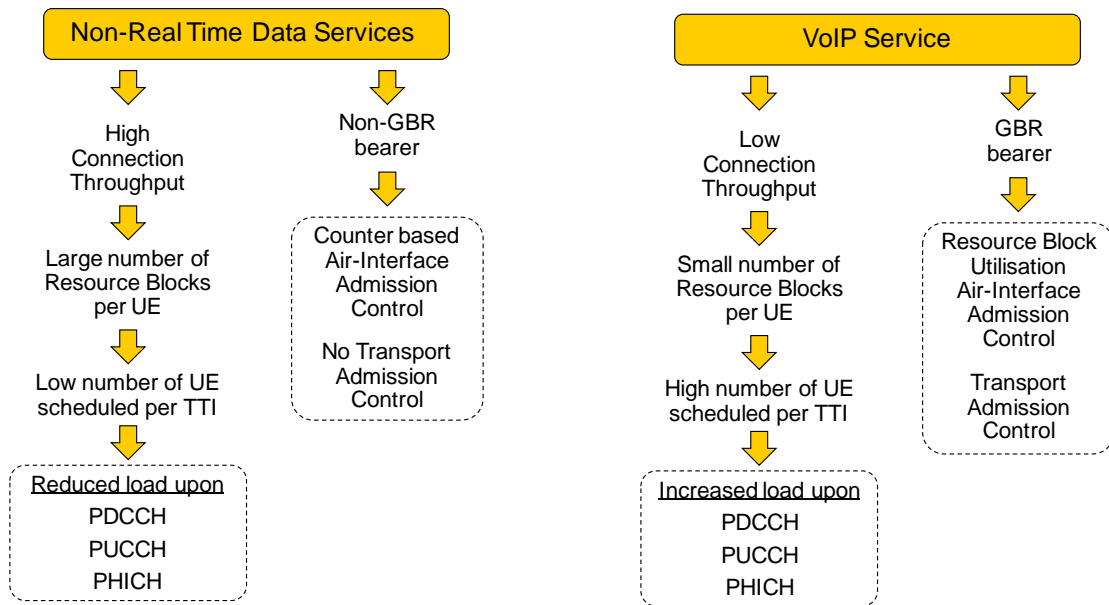 Non-Real Time Data Services
High
Connection
Throughput
Large number of
Resource Blocks
per UE
Low number of UE
scheduled per TTI
Reduced load upon
PDCCH
PUCCH
PHICH
Non-GBR
bearer
Counter based
Air-Interface
Admission
Control
No Transport
Admission
Control
VoIP Service
Low
Connection
Throughput
Small number of
Resource Blocks
per UE
High number of UE
scheduled per TTI
Increased load upon
PDCCH
PUCCH
PHICH
GBR
bearer
Resource Block
Utilisation
Air-Interface
Admission
Control
Transport
Admission
Control